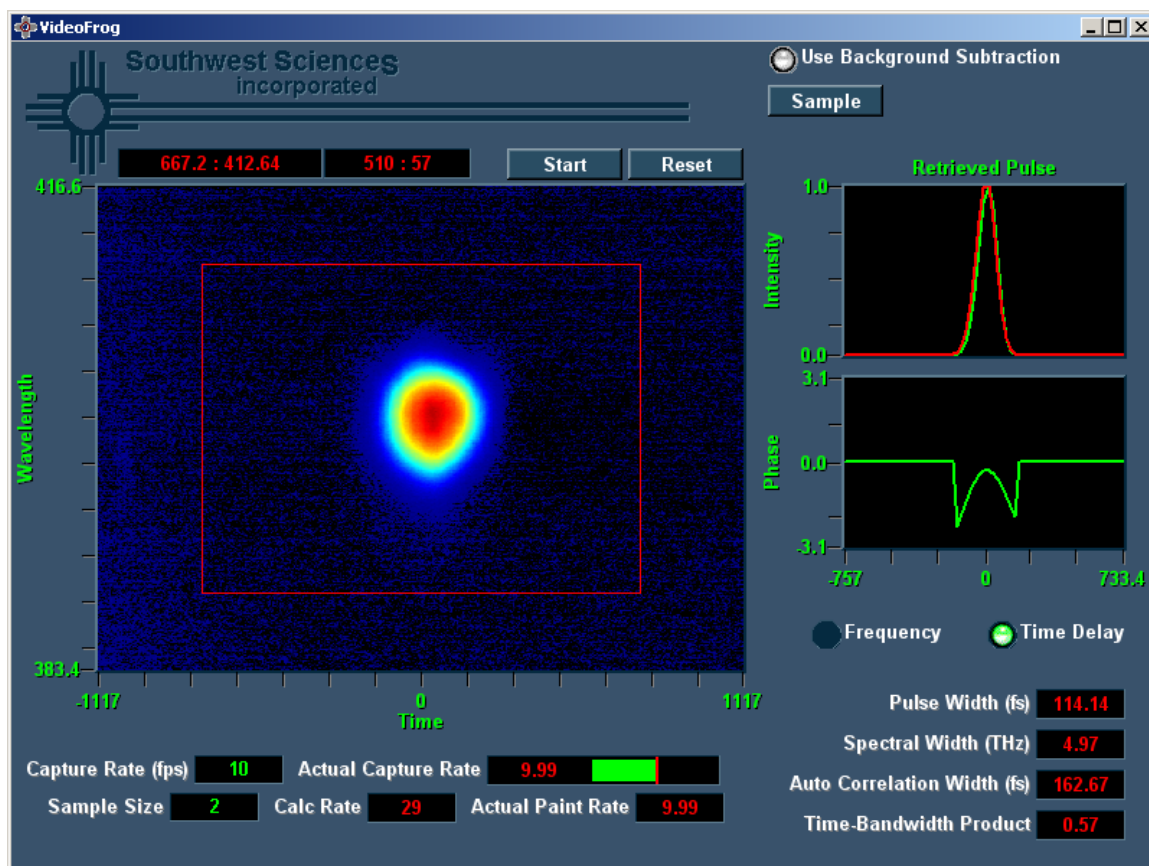 VideoFrog
Southwest Sciences
incorporated
Use Background Subtraction
Sample
667.2 : 412.64
510 : 57
Start
Reset
416.6
Wavelength
383.4
-1117
0
1117
Time
Retrieved Pulse
1.0
Intensity
0.0
3.1
Phase
0.0
-3.1
-757
0
733.4
Frequency
Time Delay
Pulse Width (fs) 114.14
Spectral Width (THz) 4.97
Auto Correlation Width (fs) 162.67
Time-Bandwidth Product 0.57
Capture Rate (fps) 10
Actual Capture Rate 9.99
Sample Size 2
Calc Rate 29
Actual Paint Rate 9.99